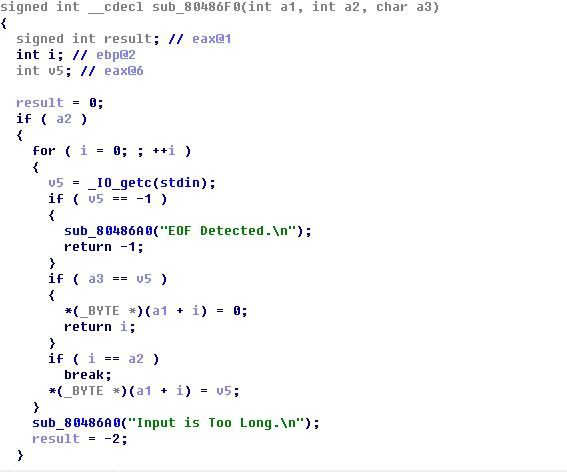 signed int __cdecl sub_80486F0(int a1, int a2, char a3)
{
  signed int result; // eax@1
  int i; // ebp@2
  int v5; // eax@6

  result = 0;
  if ( a2 )
  {
    for ( i = 0; ; ++i )
    {
      v5 = _IO_getc(stdin);
      if ( v5 == -1 )
      {
        sub_80486A0("EOF Detected.\n");
        return -1;
      }
      if ( a3 == v5 )
      {
        *(_BYTE *)(a1 + i) = 0;
        return i;
      }
      if ( i == a2 )
        break;
      *(_BYTE *)(a1 + i) = v5;
    }
    sub_80486A0("Input is Too Long.\n");
    result = -2;
  }